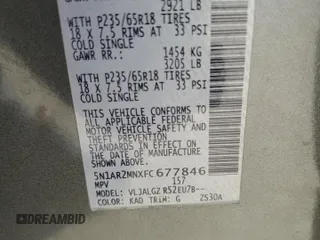 2921 LB
WITH P235/65R18 TIRES
18 X 7.5 RIMS AT 33 PSI
COLD SINGLE
GAWR RR.: 1454 KG
3205 LB
WITH P235/65R18 TIRES
18 X 7.5 RIMS AT 33 PSI
COLD SINGLE
THIS VEHICLE CONFORMS TO ALL
APPLICABLE FEDERAL MOTOR
VEHICLE SAFETY, BUMPER, AND
THEFT PREVENTION STANDARDS
IN EFFECT ON THE DATE OF
MANUFACTURE SHOWN ABOVE.
5N1AR2MNXFC677846
MPV 157
MODEL: VLJALGZ R52EU7B--
COLOR: KAD TRIM: G ZS30A